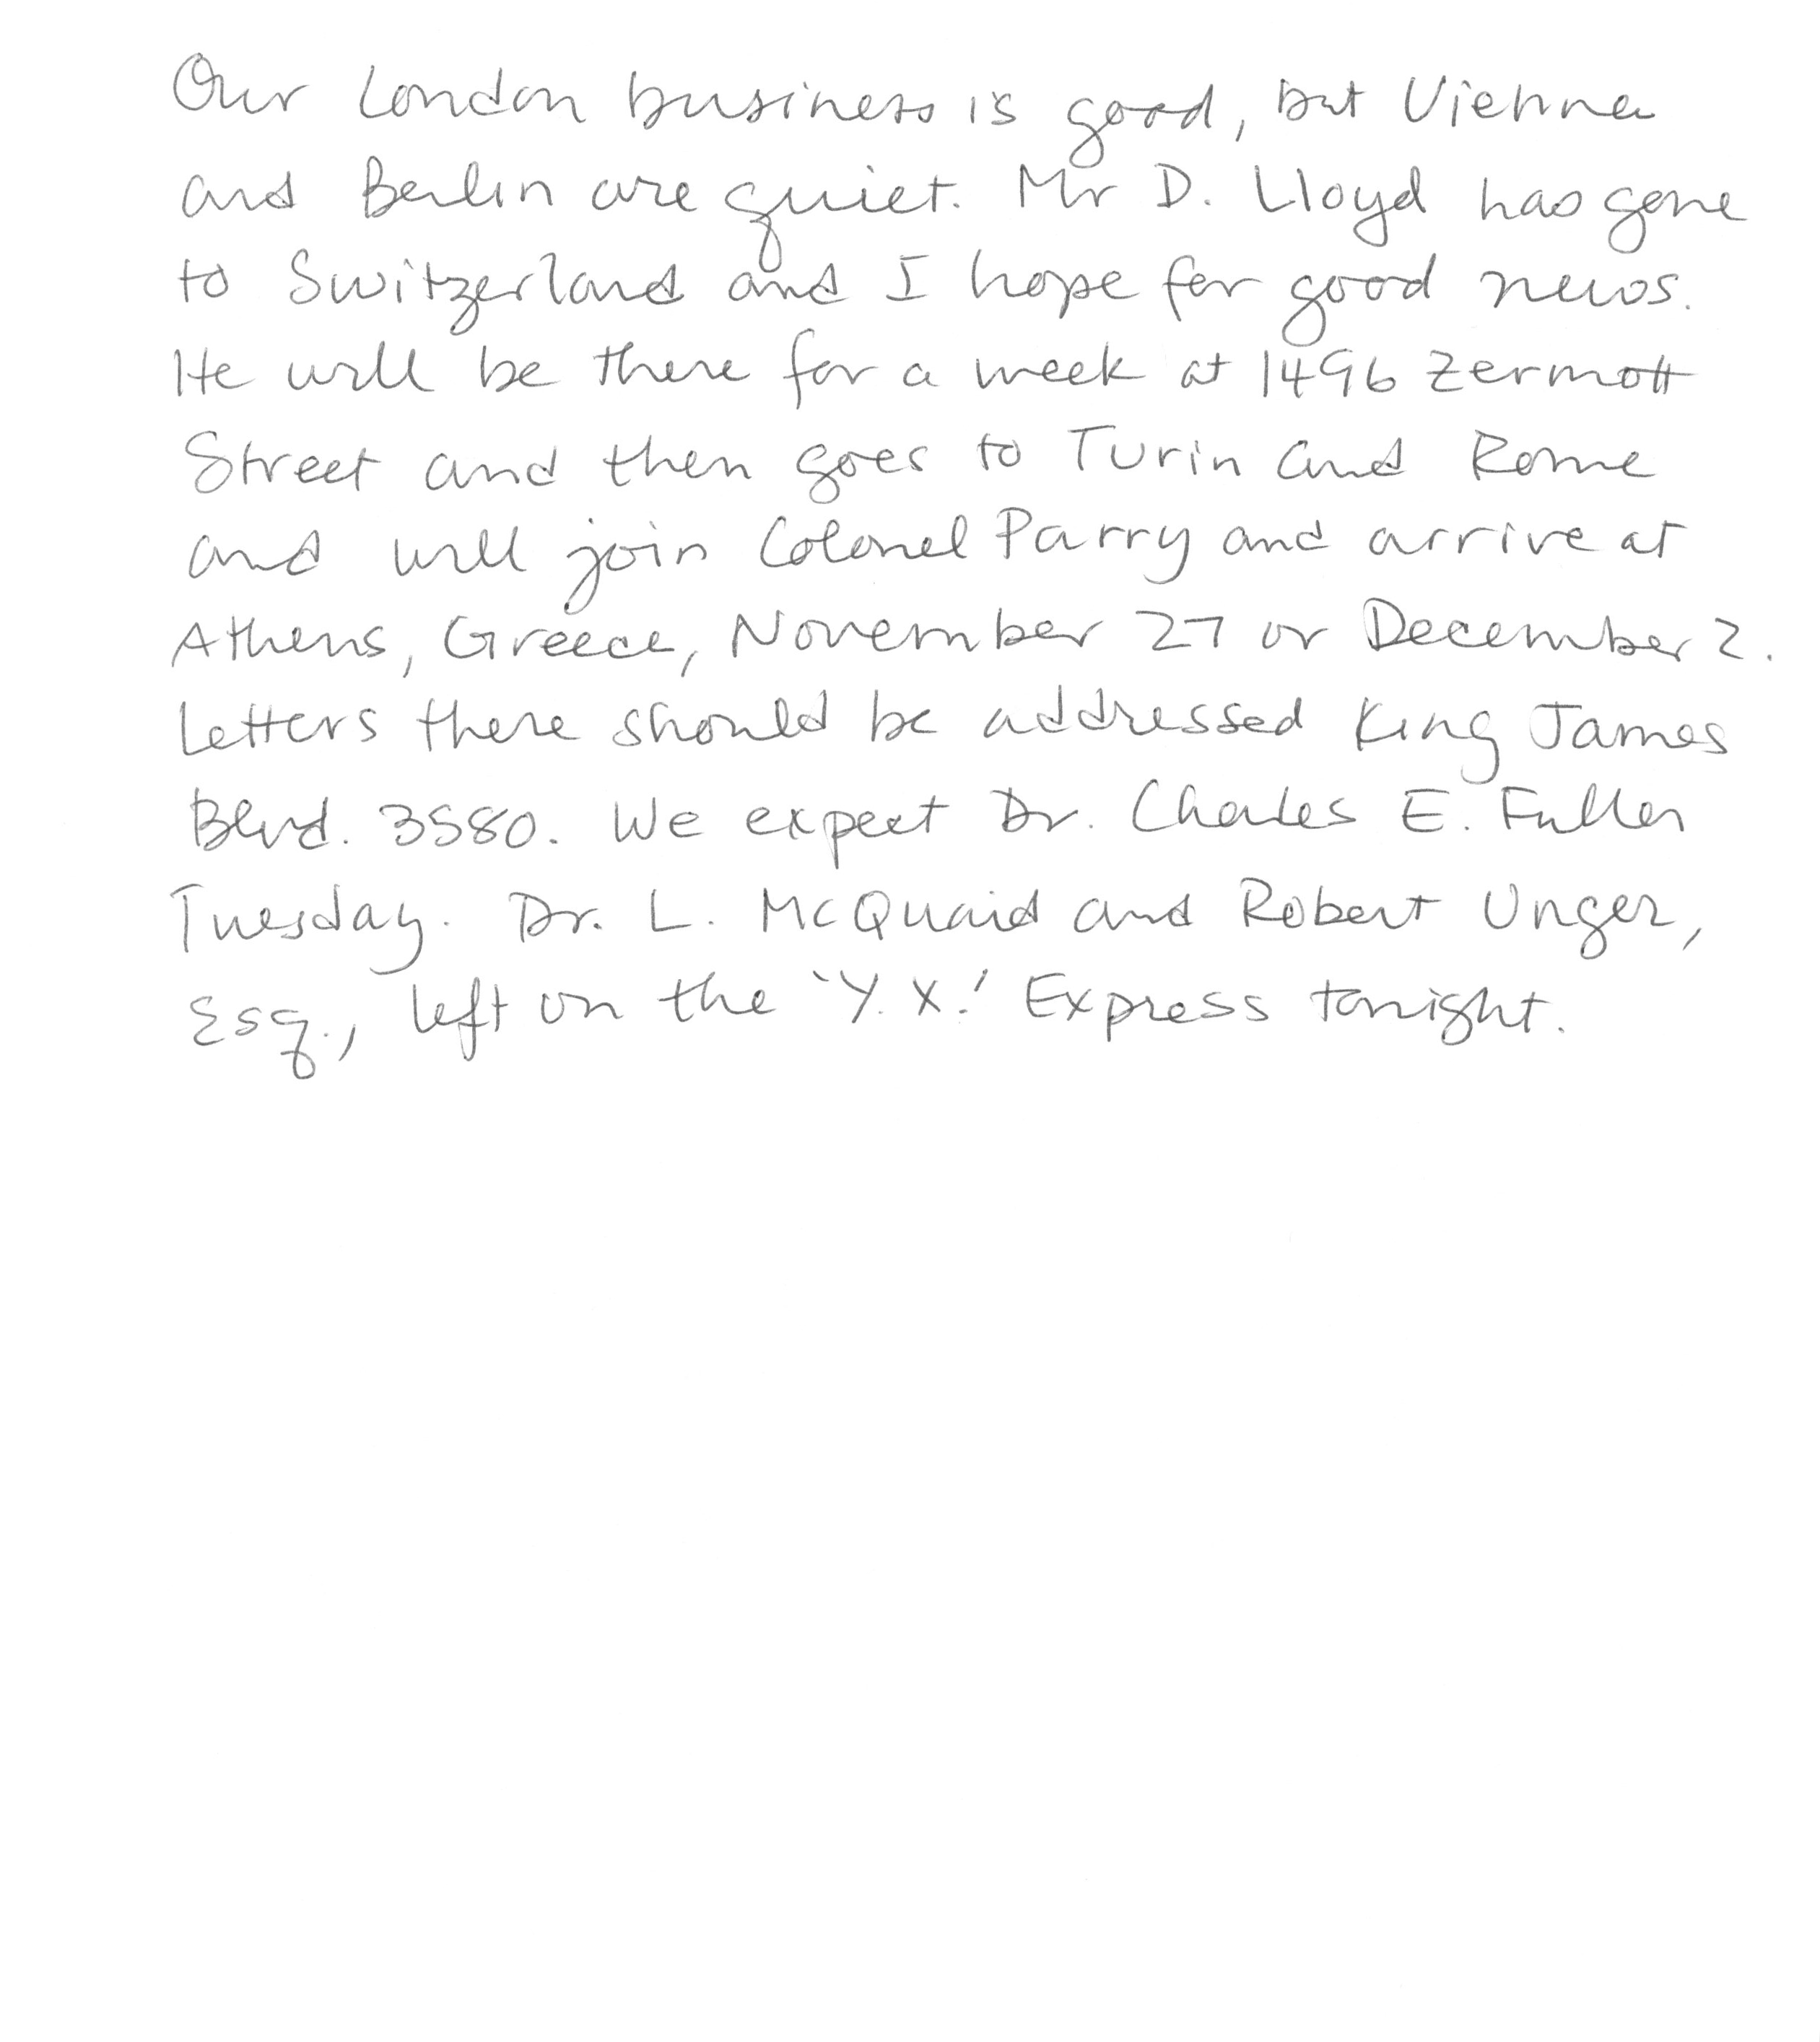 Our London business is good, but Vienna
and Berlin are quiet. Mr D. Lloyd has gone
to Switzerland and I hope for good news.
He will be there for a week at 1496 Zermott
Street and then goes to Turin and Rome
and will join Colonel Parry and arrive at
Athens, Greece, November 27 or December 2.
Letters there should be addressed King James
Blvd. 3580. We expect Dr. Charles E. Fuller
Tuesday. Dr. L. McQuaid and Robert Unger,
Esq., left on the 'Y.X.' Express tonight.